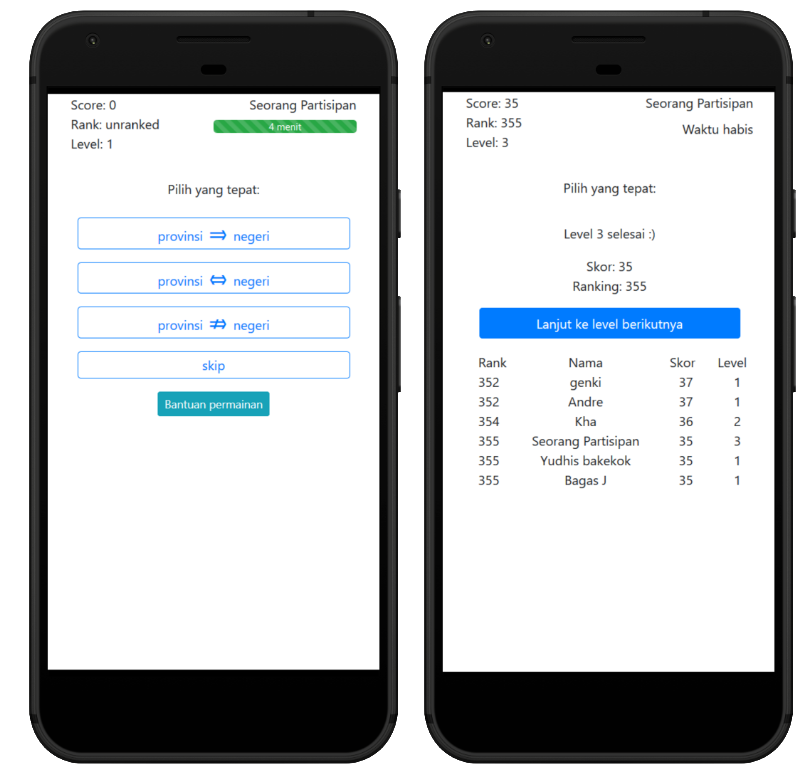 Score: 0 Seorang Partisipan
Rank: unranked 4 menit
Level: 1
Pilih yang tepat:
provinsi ⇒ negeri
provinsi ⇔ negeri
provinsi ⇎ negeri
skip
Bantuan permainan
Score: 35 Seorang Partisipan
Rank: 355 Waktu habis
Level: 3
Pilih yang tepat:
Level 3 selesai :)
Skor: 35
Ranking: 355
Lanjut ke level berikutnya
Rank Nama Skor Level
352 genki 37 1
352 Andre 37 1
354 Kha 36 2
355 Seorang Partisipan 35 3
355 Yudhis bakekok 35 1
355 Bagas J 35 1